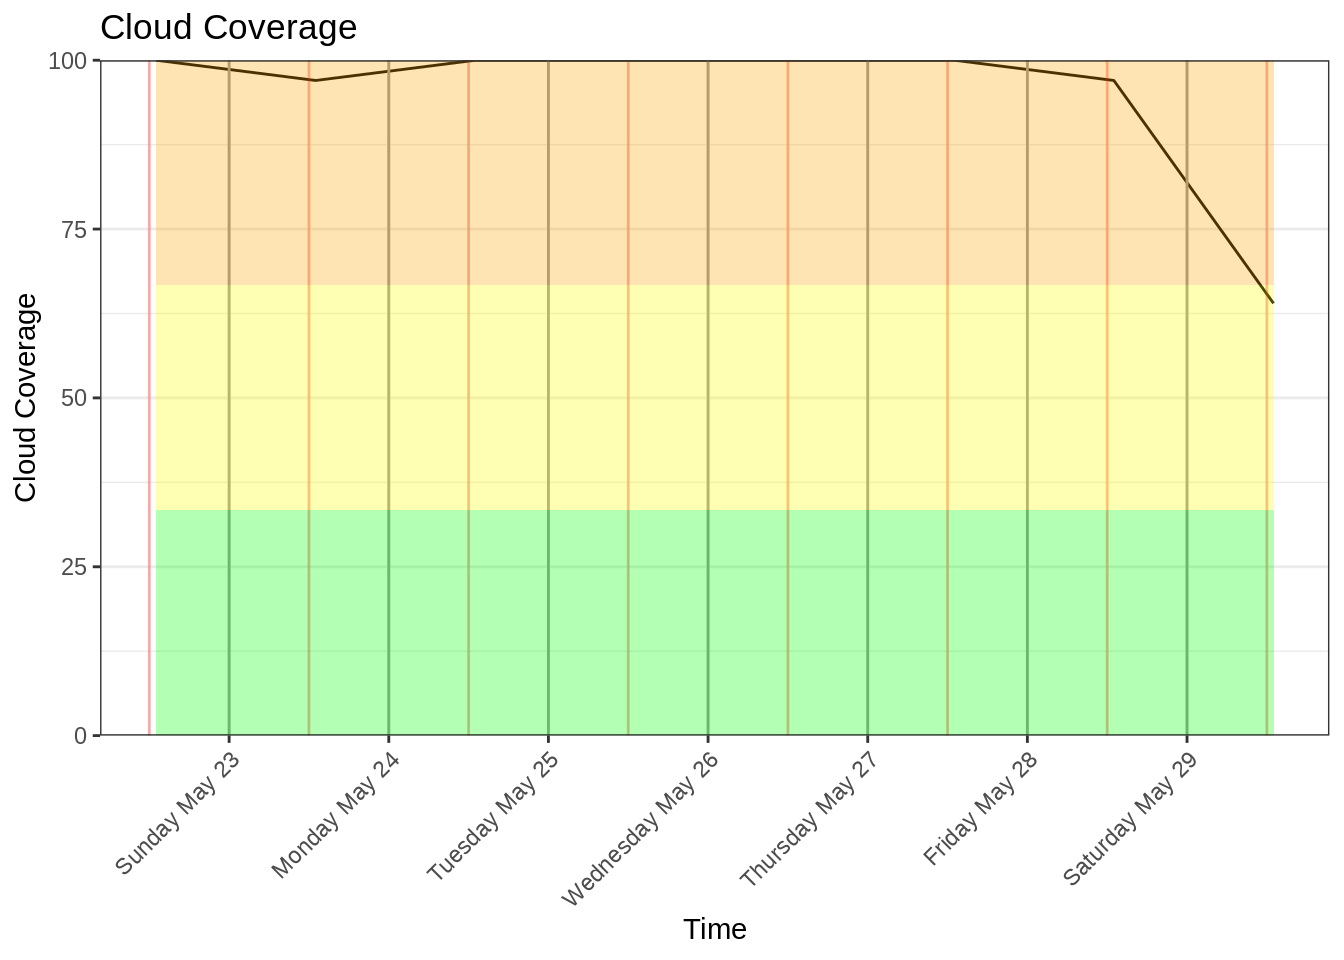 Cloud Coverage
100
75
50
25
0
Cloud Coverage
Sunday May 23
Monday May 24
Tuesday May 25
Wednesday May 26
Thursday May 27
Friday May 28
Saturday May 29
Time